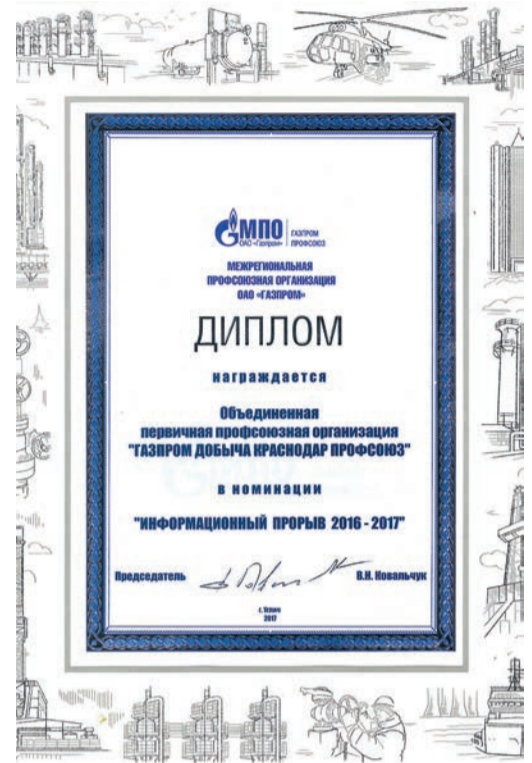 МПО
ОАО «Газпром»
ГАЗПРОМ
ПРОФСОЮЗ
МЕЖРЕГИОНАЛЬНАЯ
ПРОФСОЮЗНАЯ ОРГАНИЗАЦИЯ
ОАО «ГАЗПРОМ»
ДИПЛОМ
награждается
Объединенная
первичная профсоюзная организация
"ГАЗПРОМ ДОБЫЧА КРАСНОДАР ПРОФСОЮЗ"
в номинации
"ИНФОРМАЦИОННЫЙ ПРОРЫВ 2016 - 2017"
Председатель В.Н. Ковальчук
2017